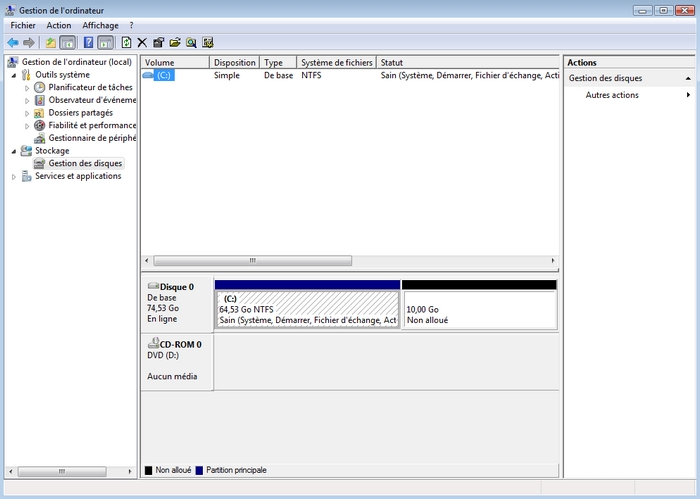 Gestion de l'ordinateur
Fichier Action Affichage ?
Gestion de l'ordinateur (local)
Outils système
Planificateur de tâches
Observateur d'événeme
Dossiers partagés
Fiabilité et performance
Gestionnaire de périphé
Stockage
Gestion des disques
Services et applications
Volume Disposition Type Système de fichiers Statut
(C:) Simple De base NTFS Sain (Système, Démarrer, Fichier d'échange, Acti
Disque 0
De base
74,53 Go
En ligne
(C:)
64,53 Go NTFS
Sain (Système, Démarrer, Fichier d'échange, Act
10,00 Go
Non alloué
CD-ROM 0
DVD (D:)
Aucun média
Non alloué Partition principale
Actions
Gestion des disques
Autres actions